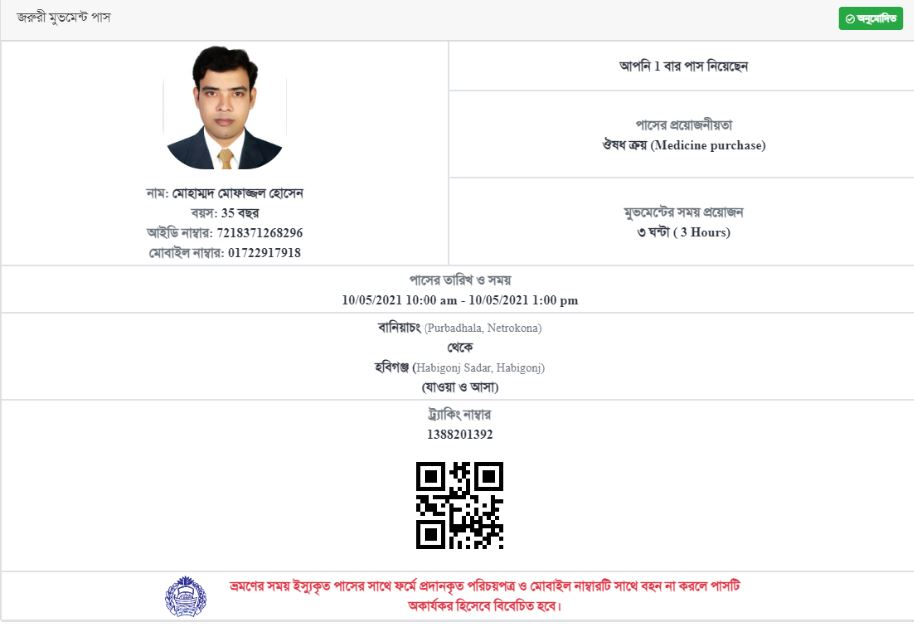 জরুরী মুভমেন্ট পাস
অনুমোদিত
আপনি 1 বার পাস নিয়েছেন
পাসের প্রয়োজনীয়তা
ঔষধ ক্রয় (Medicine purchase)
নাম: মোহাম্মদ মোফাজ্জল হোসেন
বয়স: 35 বছর
আইডি নাম্বার: 7218371268296
মোবাইল নাম্বার: 01722917918
মুভমেন্টের সময় প্রয়োজন
৩ ঘন্টা ( 3 Hours)
পাসের তারিখ ও সময়
10/05/2021 10:00 am - 10/05/2021 1:00 pm
বানিয়াচং (Purbadhala, Netrokona)
থেকে
হবিগঞ্জ (Habigonj Sadar, Habigonj)
(যাওয়া ও আসা)
ট্র্যাকিং নাম্বার
1388201392
ভ্রমণের সময় ইস্যুকৃত পাসের সাথে ফর্মে প্রদানকৃত পরিচয়পত্র ও মোবাইল নাম্বারটি সাথে বহন না করলে পাসটি
অকার্যকর হিসেবে বিবেচিত হবে।